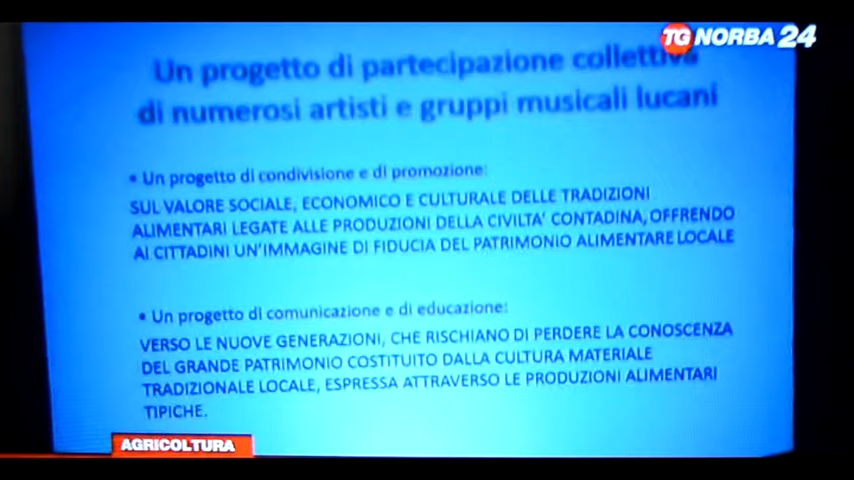 TG NORBA 24
Un progetto di partecipazione collettiva
di numerosi artisti e gruppi musicali lucani
• Un progetto di condivisione e di promozione:
SUL VALORE SOCIALE, ECONOMICO E CULTURALE DELLE TRADIZIONI
ALIMENTARI LEGATE ALLE PRODUZIONI DELLA CIVILTA' CONTADINA, OFFRENDO
AI CITTADINI UN'IMMAGINE DI FIDUCIA DEL PATRIMONIO ALIMENTARE LOCALE
• Un progetto di comunicazione e di educazione:
VERSO LE NUOVE GENERAZIONI, CHE RISCHIANO DI PERDERE LA CONOSCENZA
DEL GRANDE PATRIMONIO COSTITUITO DALLA CULTURA MATERIALE
TRADIZIONALE LOCALE, ESPRESSA ATTRAVERSO LE PRODUZIONI ALIMENTARI
TIPICHE.
AGRICOLTURA